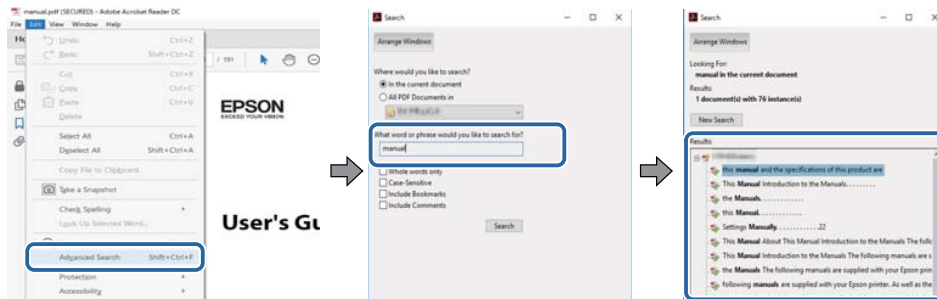 manual.pdf (SECURED) - Adobe Acrobat Reader DC
File Edit View Window Help
Undo Ctrl+Z
Redo Shift+Ctrl+Z
Cut Ctrl+X
Copy Ctrl+C
Paste Ctrl+V
Delete
Select All Ctrl+A
Deselect All Shift+Ctrl+A
Copy File to Clipboard
Take a Snapshot
Check Spelling
Look Up Selected Word...
Advanced Search Shift+Ctrl+F
Protection
Accessibility
/ 191
EPSON
EXCEED YOUR VISION
User's Gu
Search
Arrange Windows
Where would you like to search?
In the current document
All PDF Documents in
What word or phrase would you like to search for?
manual
Whole words only
Case-Sensitive
Include Bookmarks
Include Comments
Search
Search
Arrange Windows
Looking For:
manual in the current document
Results:
1 document(s) with 76 instance(s)
New Search
Results:
this manual and the specifications of this product are
This Manual Introduction to the Manuals. . . . . . . . .
the Manuals. . . . . . . . . . . . .
this Manual. . . . . . . . . . . . .
Settings Manually. . . . . . . . . . . . .22
This Manual About This Manual Introduction to the Manuals The follo
This Manual Introduction to the Manuals The following manuals are s
the Manuals The following manuals are supplied with your Epson prin
following manuals are supplied with your Epson printer. As well as the